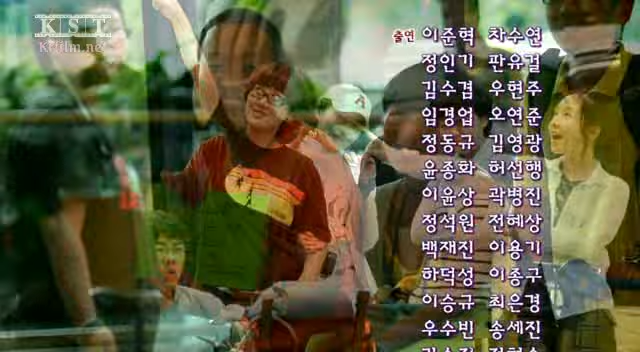 KST
Krfilm.net
출연 이준혁 차수연
정인기 판유걸
김수겸 우현주
임경업 오연준
정동규 김영광
윤종화 허선행
이윤상 곽병진
정석원 전혜상
백재진 이용기
하덕성 이종구
이승규 최은경
우수빈 송세진